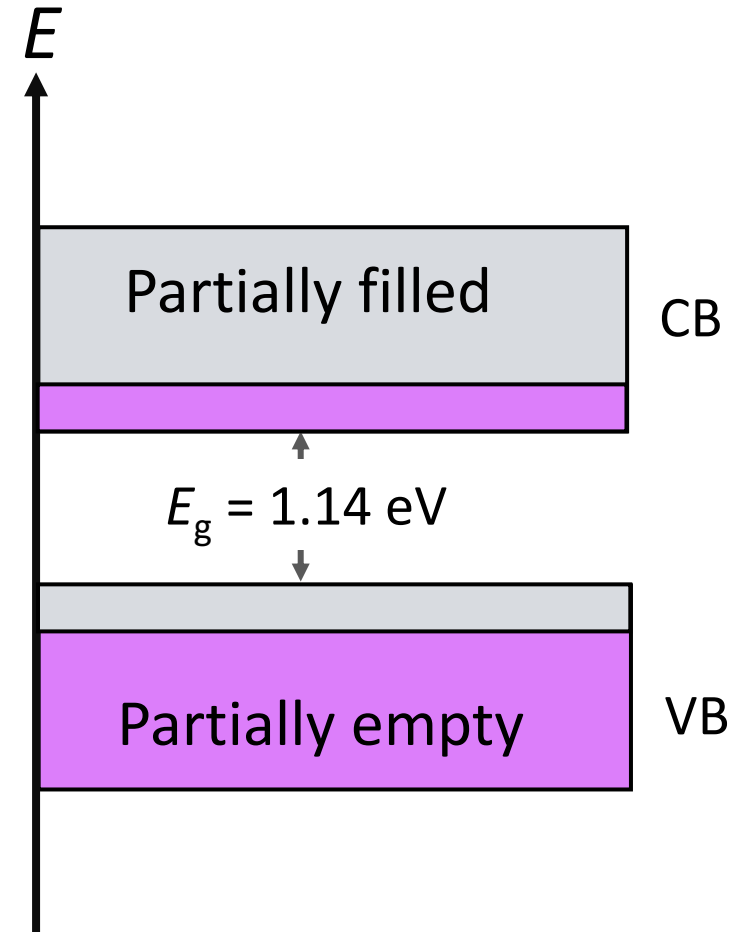 E
Partially filled
CB
Eg = 1.14 eV
Partially empty
VB